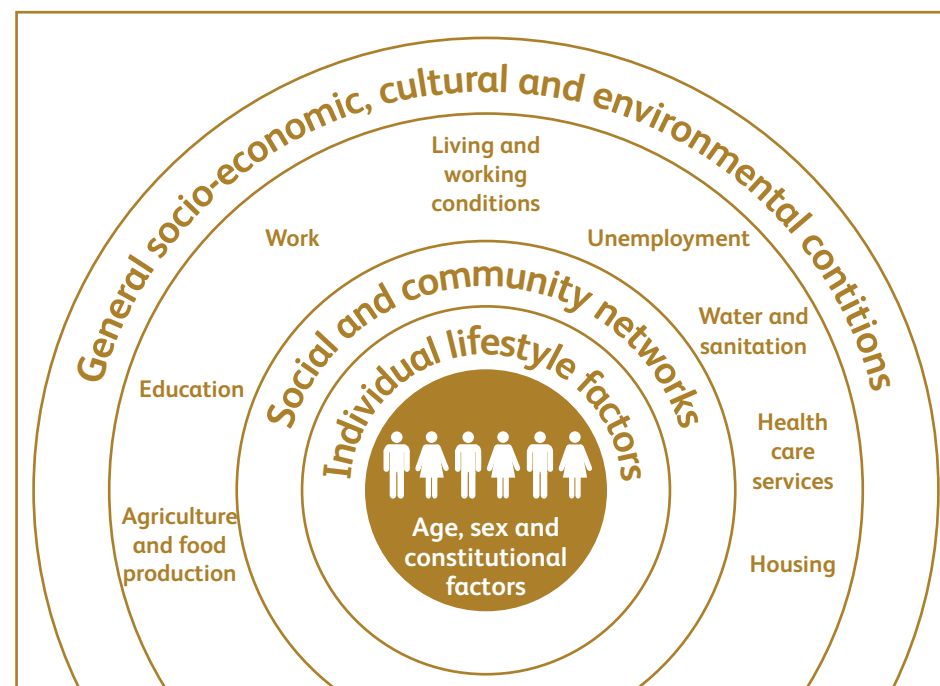 General socio-economic, cultural and environmental contitions
Living and
working
conditions
Work
Unemployment
Water and
sanitation
Education
Health
care
services
Agriculture
and food
production
Housing
Social and community networks
Individual lifestyle factors
Age, sex and
constitutional
factors